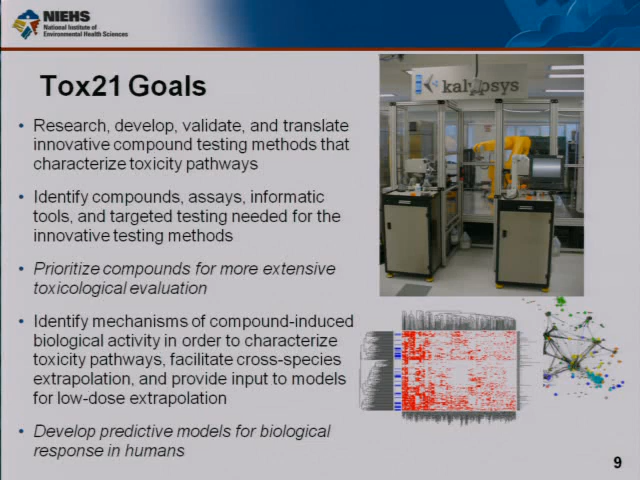 NIEHS
National Institute of
Environmental Health Sciences
Tox21 Goals
• Research, develop, validate, and translate
innovative compound testing methods that
characterize toxicity pathways
• Identify compounds, assays, informatic
tools, and targeted testing needed for the
innovative testing methods
• Prioritize compounds for more extensive
toxicological evaluation
• Identify mechanisms of compound-induced
biological activity in order to characterize
toxicity pathways, facilitate cross-species
extrapolation, and provide input to models
for low-dose extrapolation
• Develop predictive models for biological
response in humans
kalypsys
9